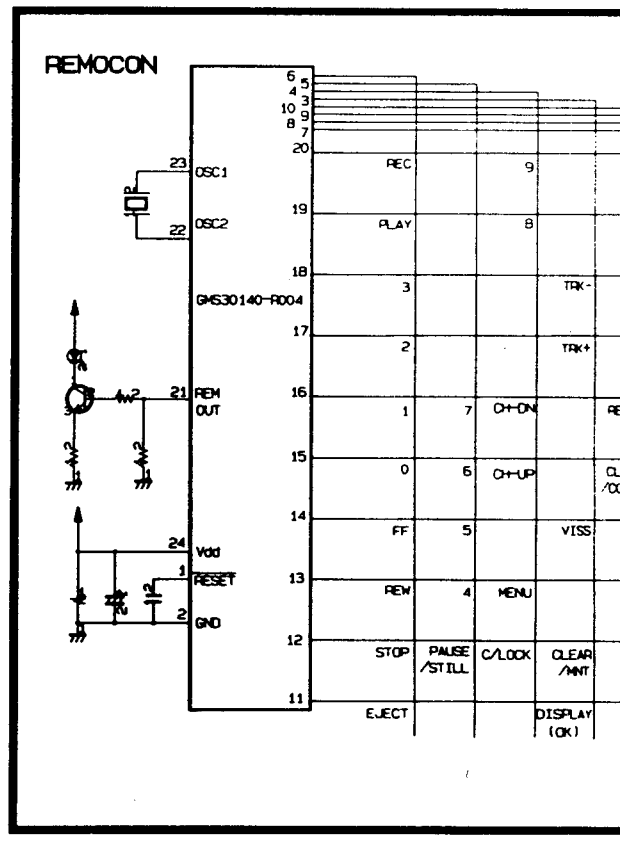 REMOCON
6
5
4
3
10
9
8
7
20
23 OSC1
REC 9
19
22 OSC2
PLAY 8
18
3 TRK-
GMS30140-R004
17
2 TRK+
16
21 REM
OUT
1 7 CH-DN RE
15
0 6 CH-UP CL
/CO
14
FF 5 VISS
24 Vdd
1 RESET
13
REW 4 MENU
2 GND
12
STOP PAUSE
/STILL C/LOCK CLEAR
/MNT
11
EJECT DISPLAY
(OK)